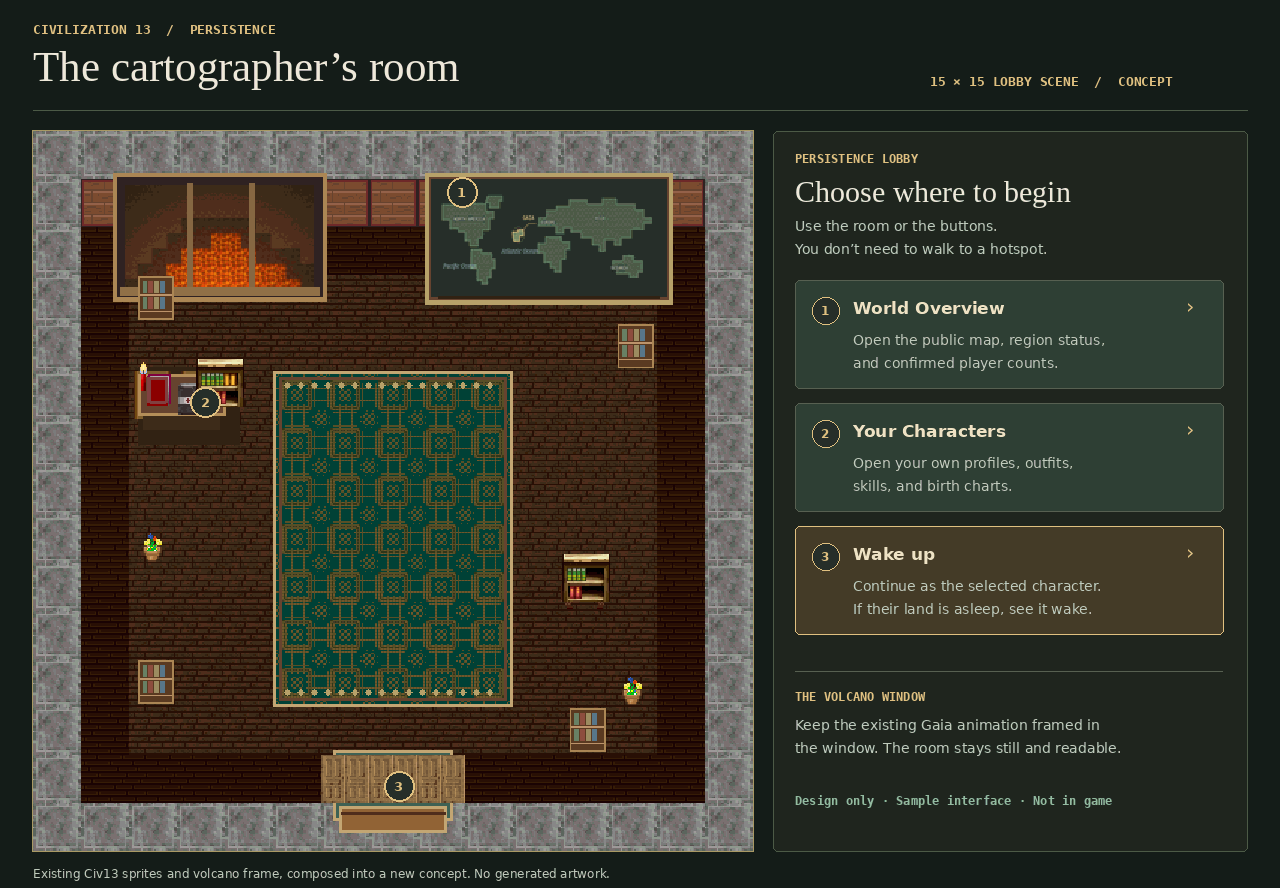 CIVILIZATION 13 / PERSISTENCE
The cartographer’s room
15 × 15 LOBBY SCENE / CONCEPT
1
GAIA
Atlantic Ocean
Pacific Ocean
2
3
PERSISTENCE LOBBY
Choose where to begin
Use the room or the buttons.
You don’t need to walk to a hotspot.
1
World Overview
›
Open the public map, region status,
and confirmed player counts.
2
Your Characters
›
Open your own profiles, outfits,
skills, and birth charts.
3
Wake up
›
Continue as the selected character.
If their land is asleep, see it wake.
THE VOLCANO WINDOW
Keep the existing Gaia animation framed in
the window. The room stays still and readable.
Design only · Sample interface · Not in game
Existing Civ13 sprites and volcano frame, composed into a new concept. No generated artwork.